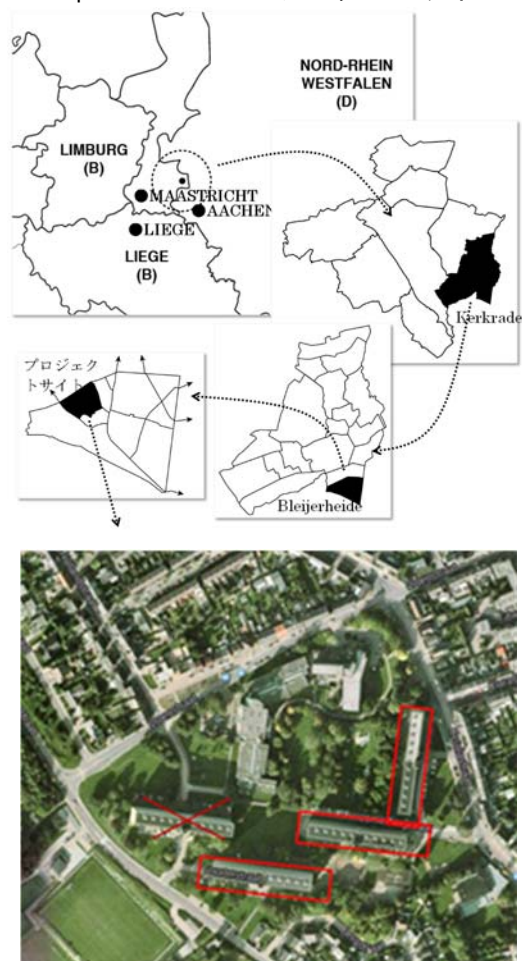 NORD-RHEIN
WESTFALEN
(D)
LIMBURG
(B)
MAASTRICHT
AACHEN
LIEGE
LIEGE
(B)
Kerkrade
プロジェク
トサイト
Bleijerheide